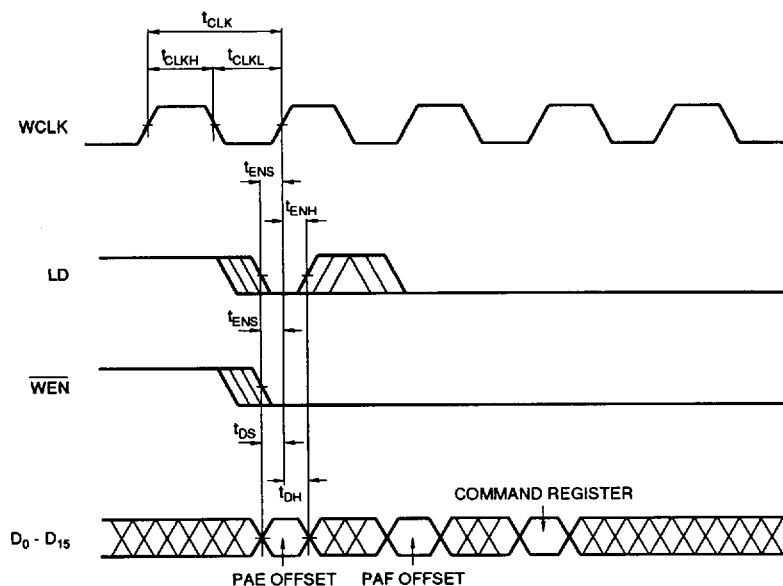 tCLK
tCLKH
tCLKL
WCLK
tENS
tENH
LD
tENS
WEN
tDS
tDH
COMMAND REGISTER
D0 - D15
PAE OFFSET
PAF OFFSET